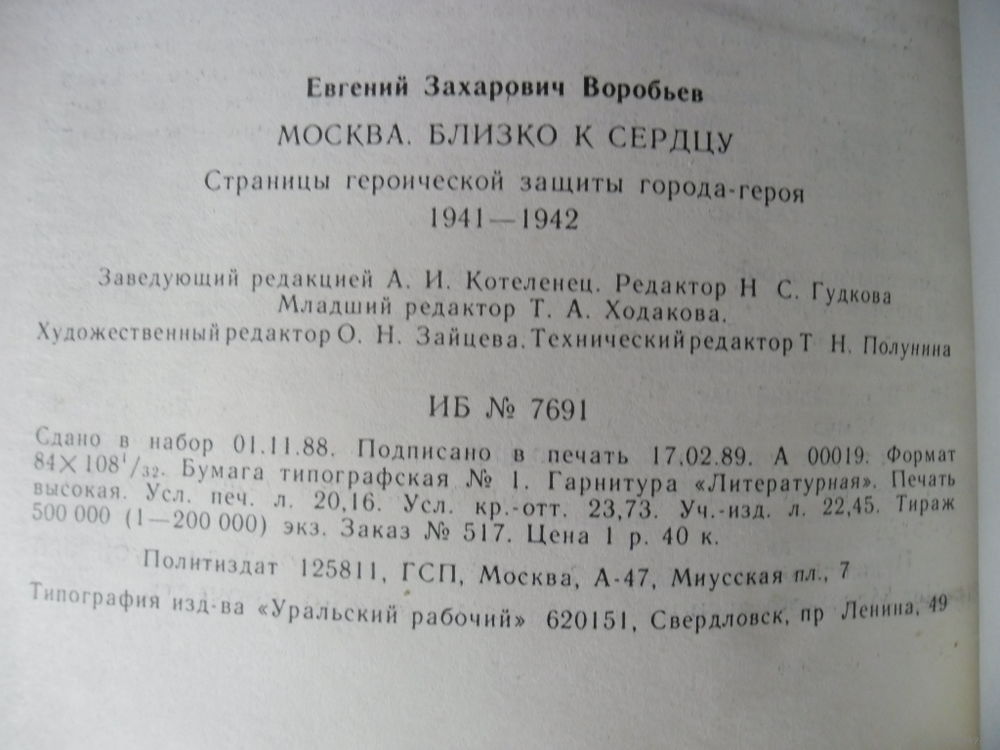 Евгений Захарович Воробьев
МОСКВА. БЛИЗКО К СЕРДЦУ
Страницы героической защиты города-героя
1941—1942
Заведующий редакцией А. И. Котеленец. Редактор Н С. Гудкова
Младший редактор Т. А. Ходакова.
Художественный редактор О. Н. Зайцева. Технический редактор Т Н. Полунина
ИБ № 7691
Сдано в набор 01.11.88. Подписано в печать 17.02.89. А 00019. Формат
84×108¹/₃₂. Бумага типографская № 1. Гарнитура «Литературная». Печать
высокая. Усл. печ. л. 20,16. Усл. кр.-отт. 23,73. Уч.-изд. л. 22,45. Тираж
500 000 (1—200 000) экз. Заказ № 517. Цена 1 р. 40 к.
Политиздат 125811, ГСП, Москва, А-47, Миусская пл., 7
Типография изд-ва «Уральский рабочий» 620151, Свердловск, пр Ленина, 49